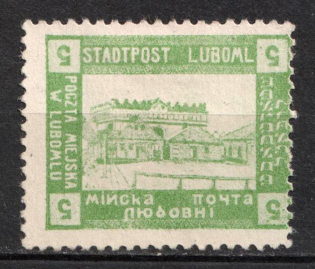 5 STADTPOST LUBOML 5
POCZTA MIEJSKA
W LUBOMLU
5 МІЙСКА ПОЧТА 5
ЛЮБОВНІ